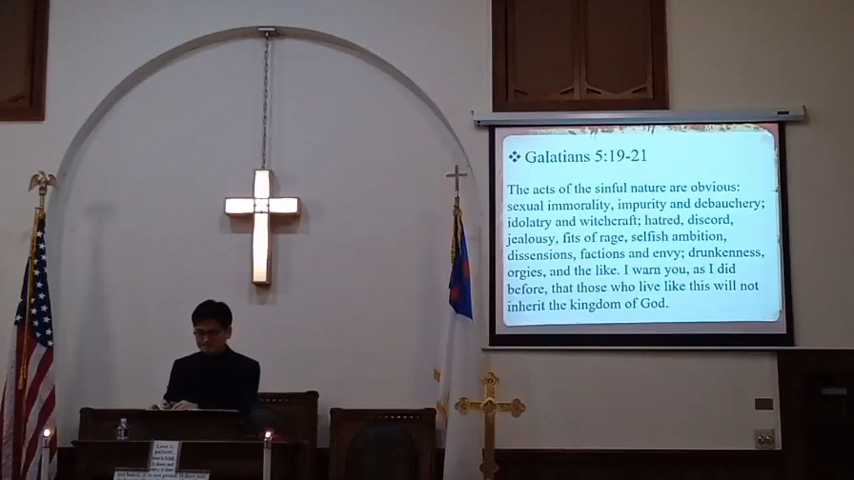 ❖ Galatians 5:19-21
The acts of the sinful nature are obvious:
sexual immorality, impurity and debauchery;
idolatry and witchcraft; hatred, discord,
jealousy, fits of rage, selfish ambition,
dissensions, factions and envy; drunkenness,
orgies, and the like. I warn you, as I did
before, that those who live like this will not
inherit the kingdom of God.
Love is
patient,